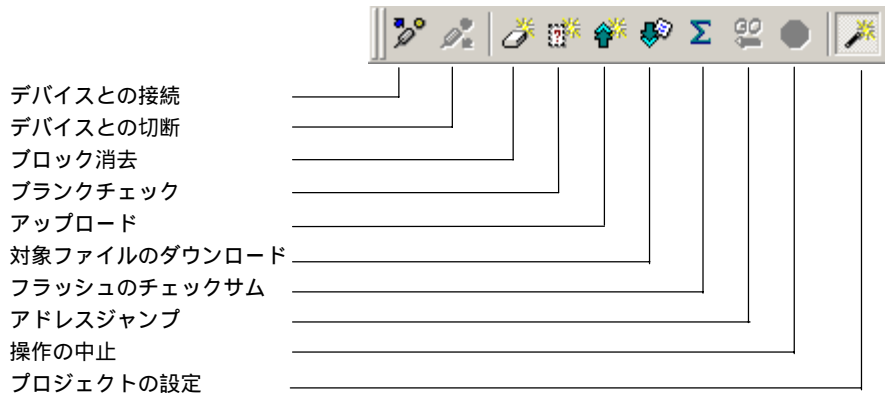 デバイスとの接続
デバイスとの切断
ブロック消去
ブランクチェック
アップロード
対象ファイルのダウンロード
フラッシュのチェックサム
アドレスジャンプ
操作の中止
プロジェクトの設定